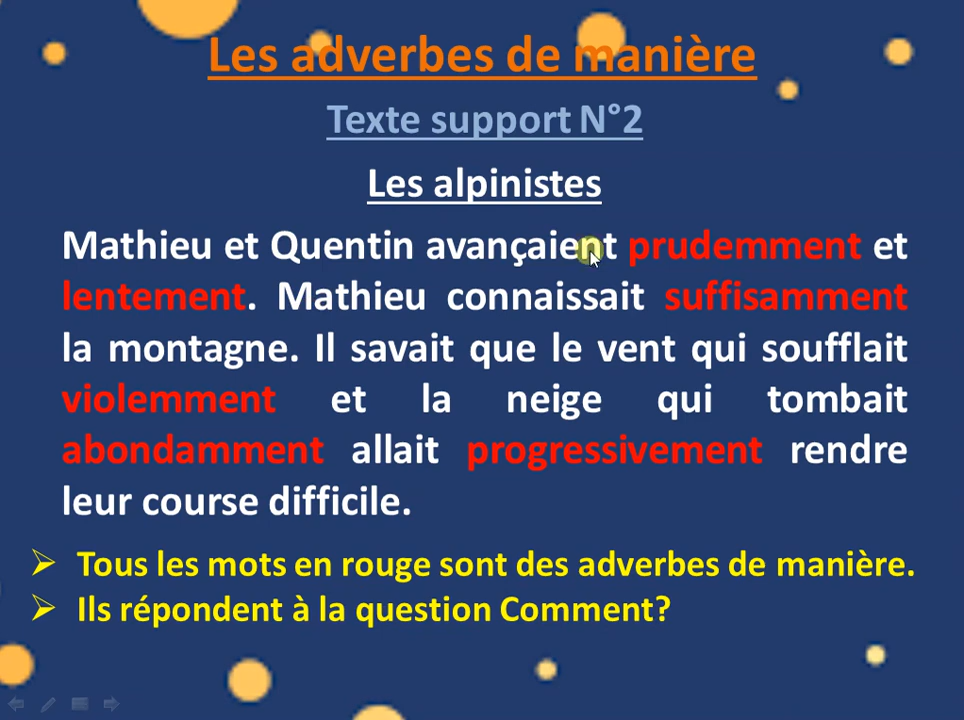 Les adverbes de manière
Texte support N°2
Les alpinistes
Mathieu et Quentin avançaient prudemment et
lentement. Mathieu connaissait suffisamment
la montagne. Il savait que le vent qui soufflait
violemment et la neige qui tombait
abondamment allait progressivement rendre
leur course difficile.
➢ Tous les mots en rouge sont des adverbes de manière.
➢ Ils répondent à la question Comment?